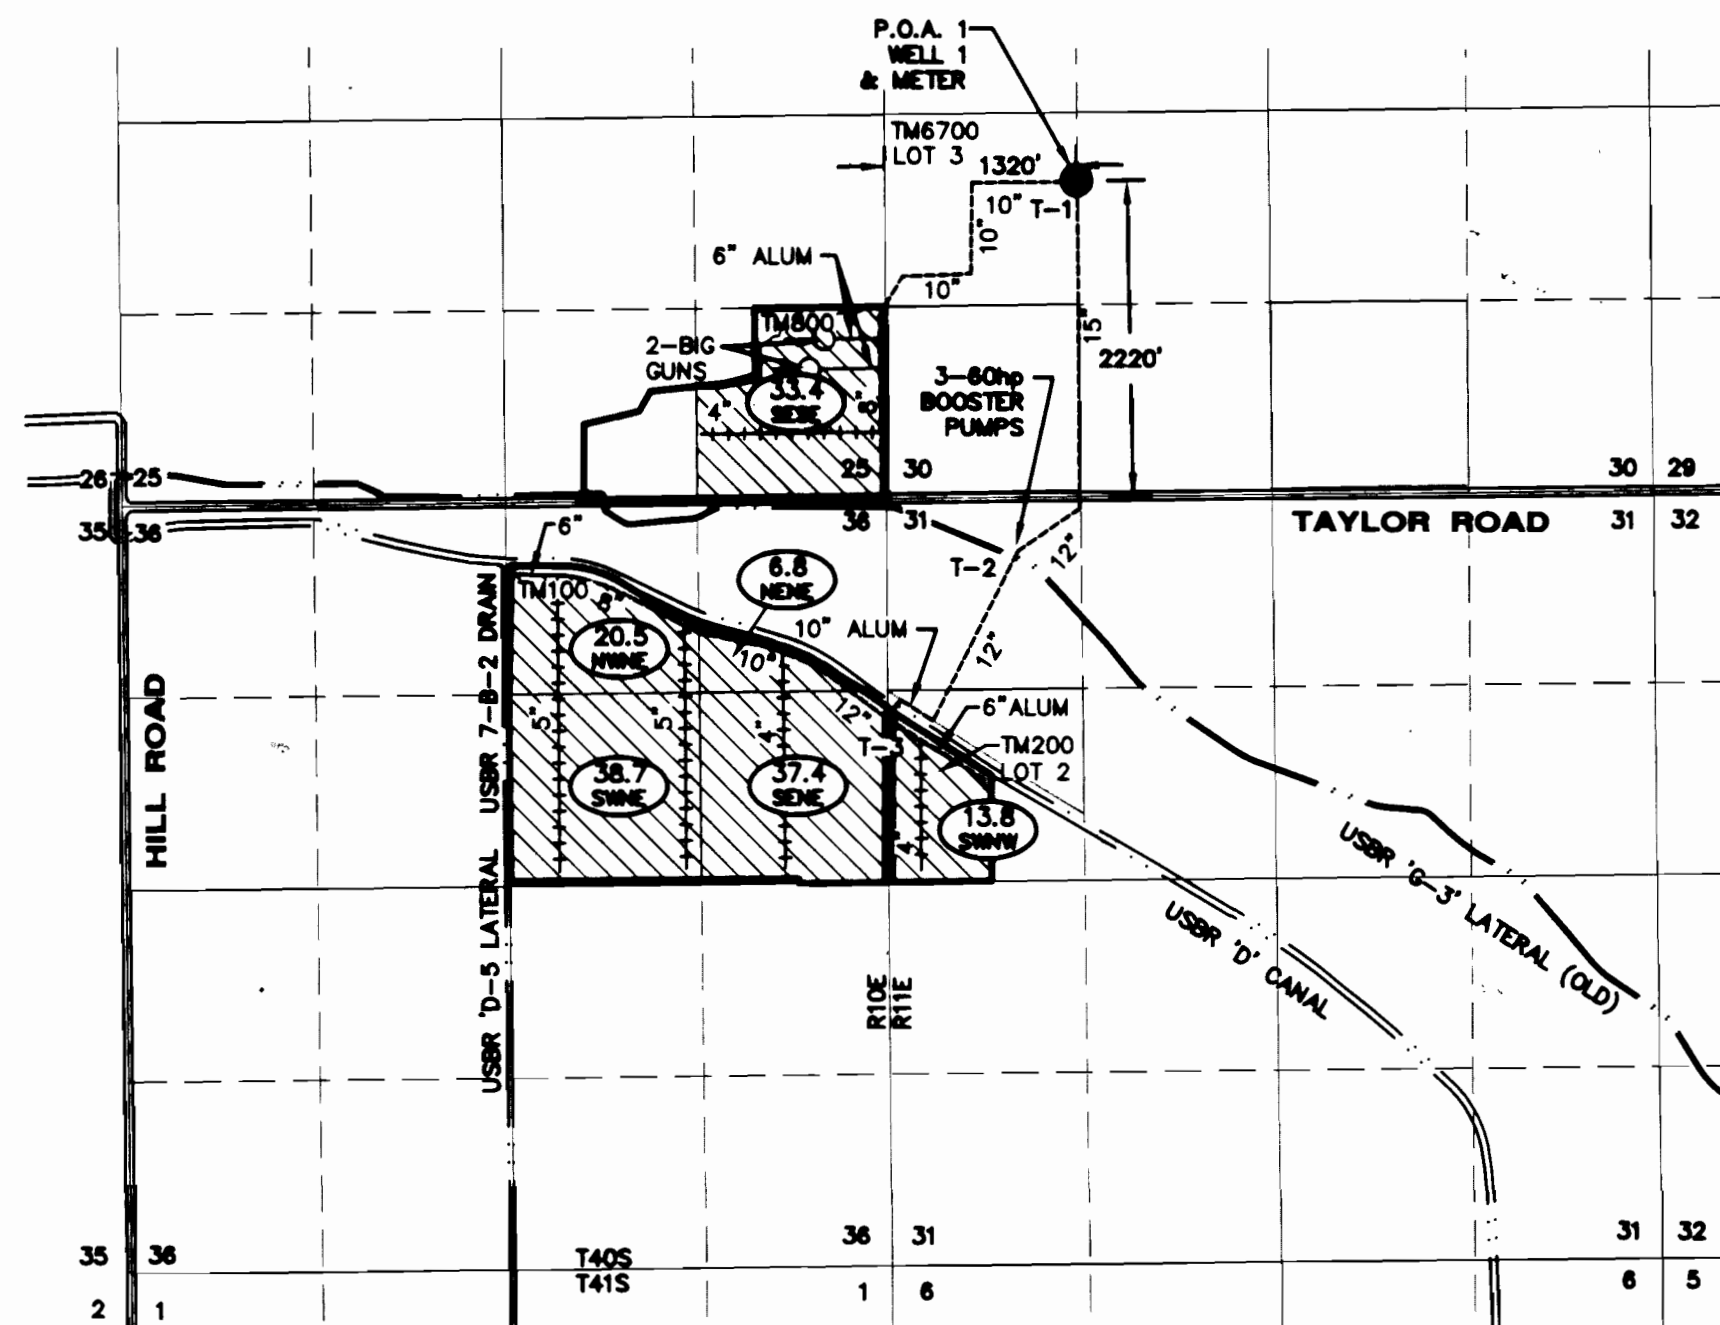 P.O.A. 1
WELL 1
& METER
TM6700
LOT 3
1320'
10"
T-1
10"
10"
6" ALUM
15"
2220'
TM800
2-BIG
GUNS
33.4
SESE
4"
8"
3-60hp
BOOSTER
PUMPS
26
25
25
30
30
29
35
36
36
31
TAYLOR ROAD
31
32
6"
T-2
12"
6.8
NENE
TM100
8"
10" ALUM
20.5
NWNE
10"
12"
12"
6"ALUM
T-3
TM200
LOT 2
5"
5"
4"
38.7
SWNE
37.4
SENE
13.8
SWNW
4"
HILL ROAD
USBR 'D-5 LATERAL
USBR 7-B-2 DRAIN
USBR 'G-3' LATERAL (OLD)
USBR 'D' CANAL
R10E
R11E
36
31
31
32
35
36
T40S
T41S
2
1
1
6
6
5